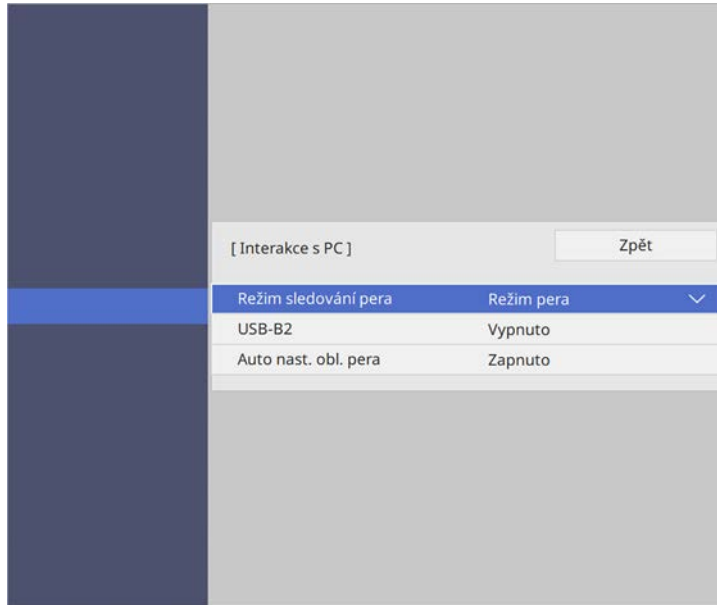 [ Interakce s PC ]
Zpět
Režim sledování pera Režim pera
USB-B2 Vypnuto
Auto nast. obl. pera Zapnuto